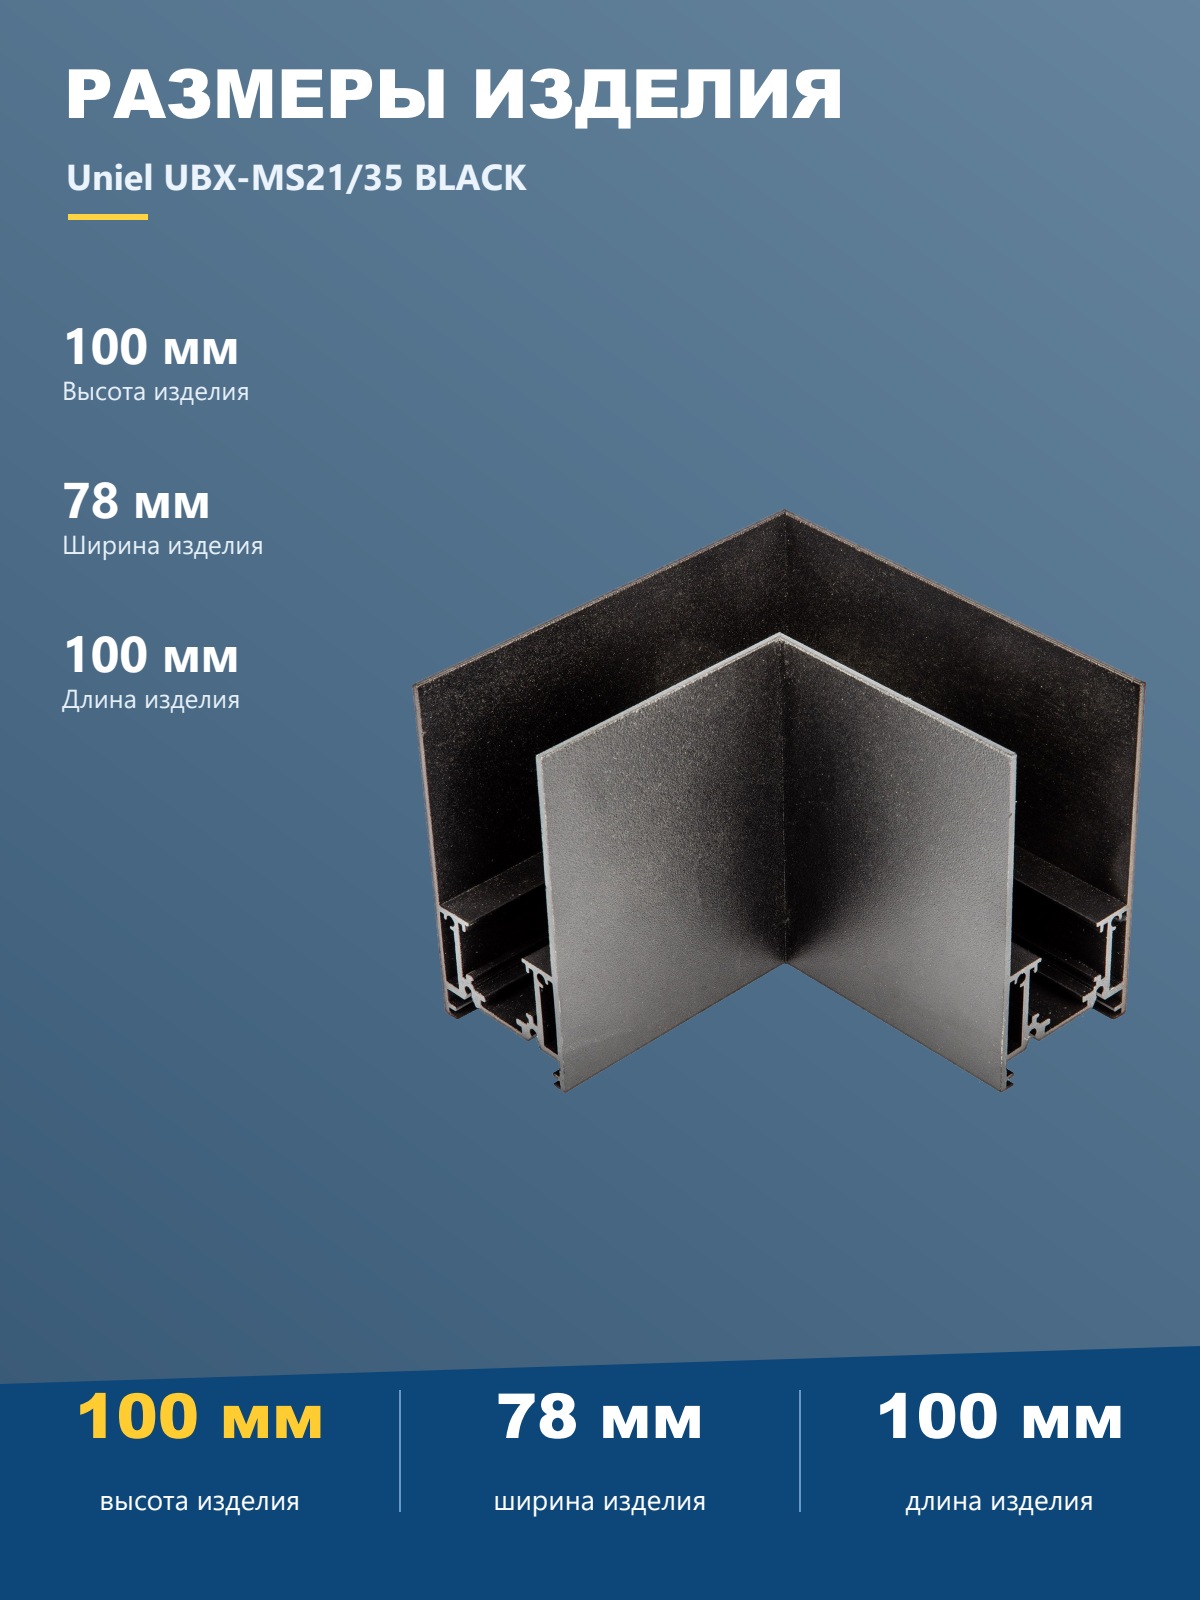 РАЗМЕРЫ ИЗДЕЛИЯ
Uniel UBX-MS21/35 BLACK
100 мм
Высота изделия
78 мм
Ширина изделия
100 мм
Длина изделия
100 мм
78 мм
100 мм
высота изделия
ширина изделия
длина изделия